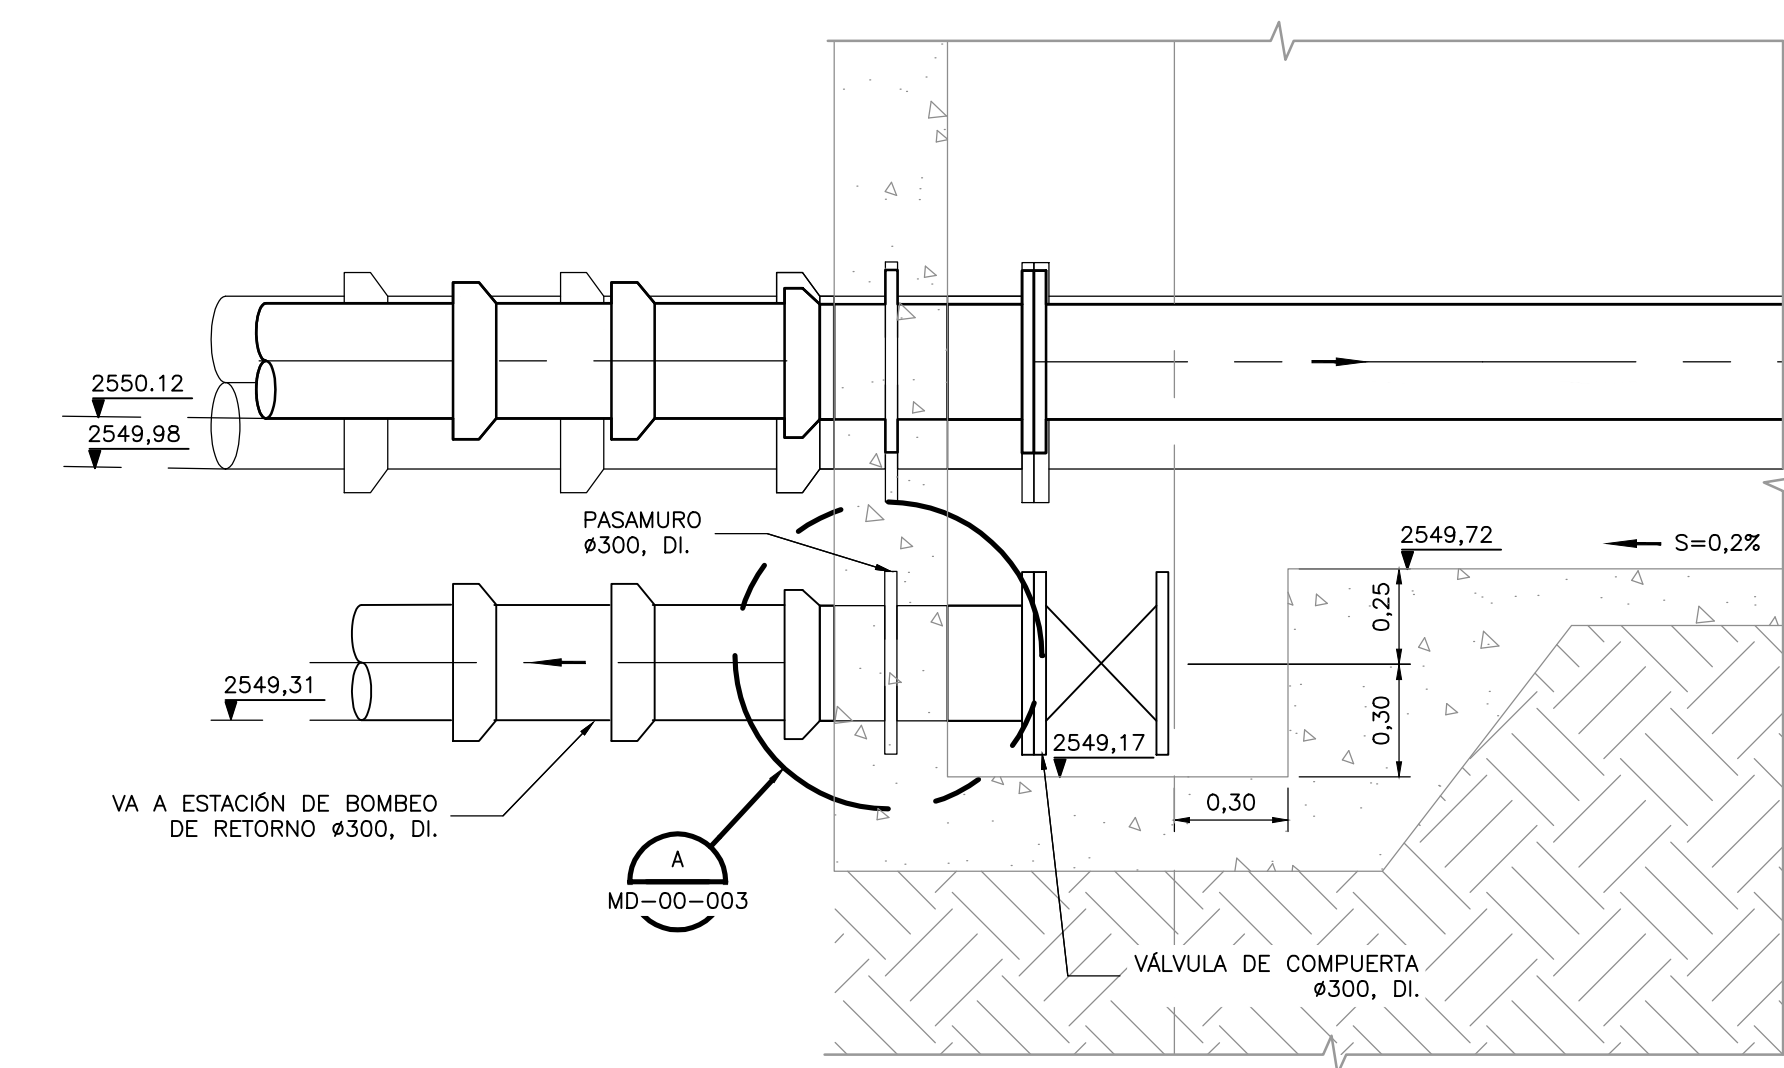 2550.12
2549,98
PASAMURO
ø300, DI.
2549,72
S=0,2%
0,25
0,30
2549,31
2549,17
0,30
VA A ESTACIÓN DE BOMBEO
DE RETORNO ø300, DI.
A
MD-00-003
VÁLVULA DE COMPUERTA
ø300, DI.